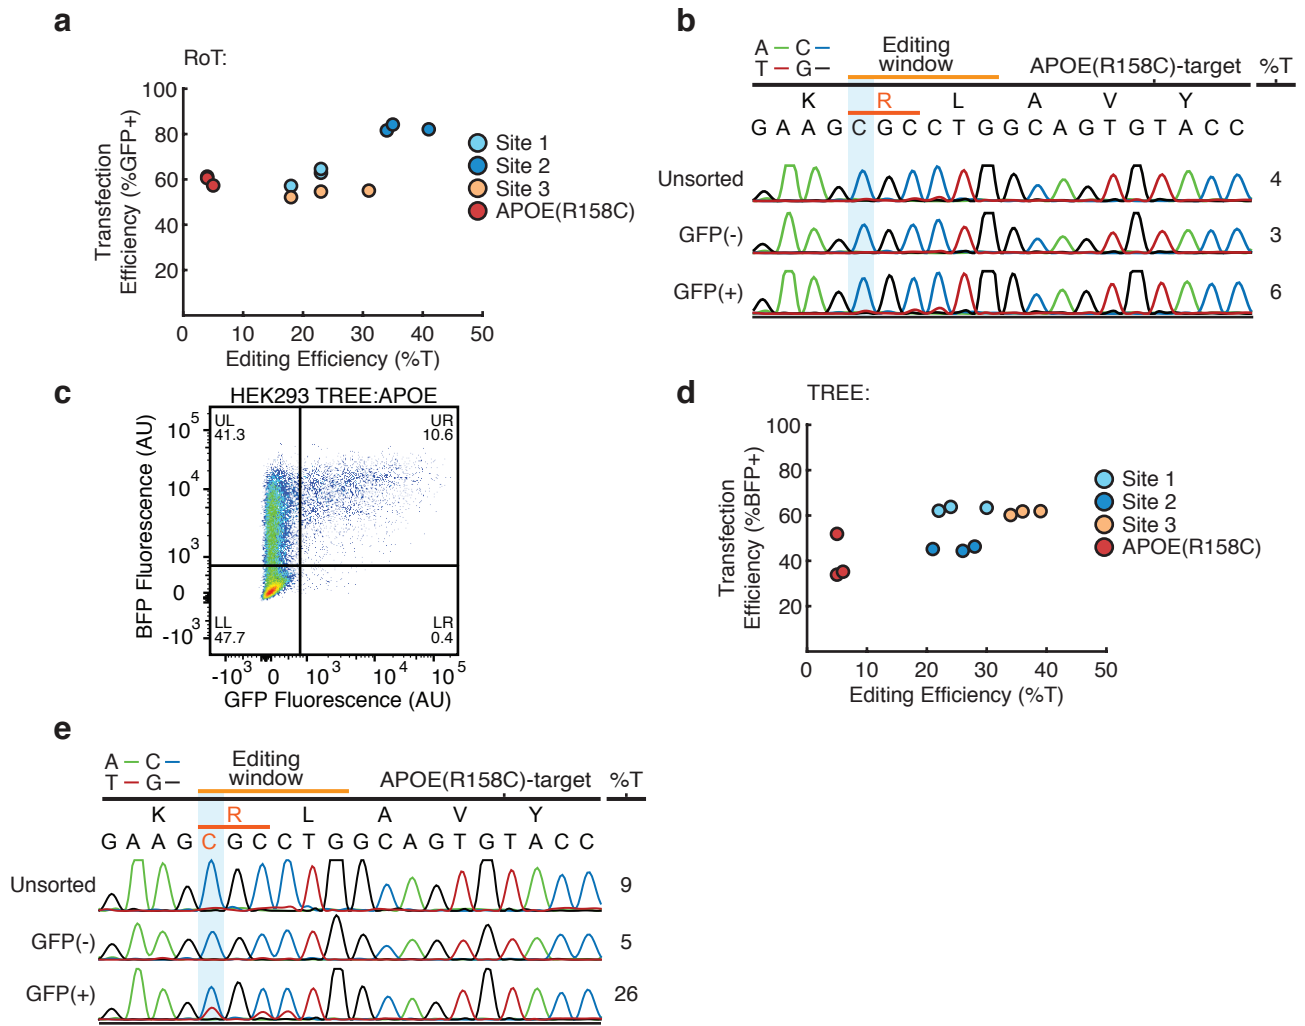 a
RoT:
100
80
60
40
20
0 10 20 30 40 50
Transfection
Efficiency (%GFP+)
Editing Efficiency (%T)
Site 1
Site 2
Site 3
APOE(R158C)
b
A C
T G
Editing
window
APOE(R158C)-target
%T
K R L A V Y
G A A G C G C C T G G C A G T G T A C C
Unsorted 4
GFP(-) 3
GFP(+) 6
c
HEK293 TREE:APOE
UL
41.3
UR
10.6
LL
47.7
LR
0.4
10^5
10^4
10^3
0
-10^3
BFP Fluorescence (AU)
-10^3 0 10^3 10^4 10^5
GFP Fluorescence (AU)
d
TREE:
100
80
60
40
20
0 10 20 30 40 50
Transfection
Efficiency (%BFP+)
Editing Efficiency (%T)
Site 1
Site 2
Site 3
APOE(R158C)
e
A C
T G
Editing
window
APOE(R158C)-target
%T
K R L A V Y
G A A G C G C C T G G C A G T G T A C C
Unsorted 9
GFP(-) 5
GFP(+) 26